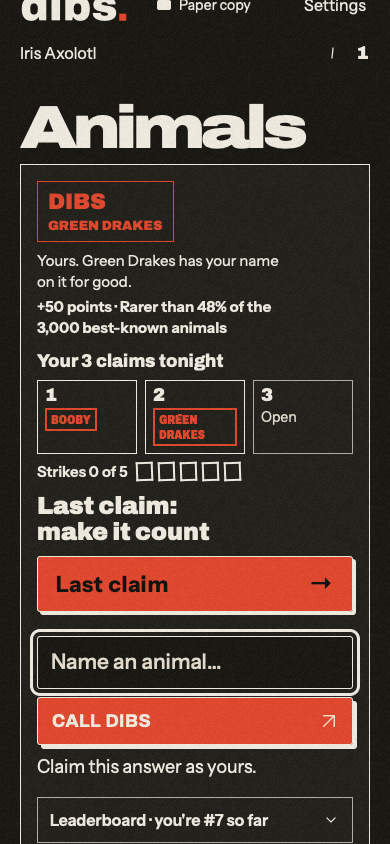 dibs.
Paper copy
Settings
Iris Axolotl
1
Animals
DIBS
GREEN DRAKES
Yours. Green Drakes has your name
on it for good.
+50 points · Rarer than 48% of the
3,000 best-known animals
Your 3 claims tonight
1
BOOBY
2
GREEN
DRAKES
3
Open
Strikes 0 of 5
Last claim:
make it count
Last claim →
Name an animal...
CALL DIBS
Claim this answer as yours.
Leaderboard · you're #7 so far